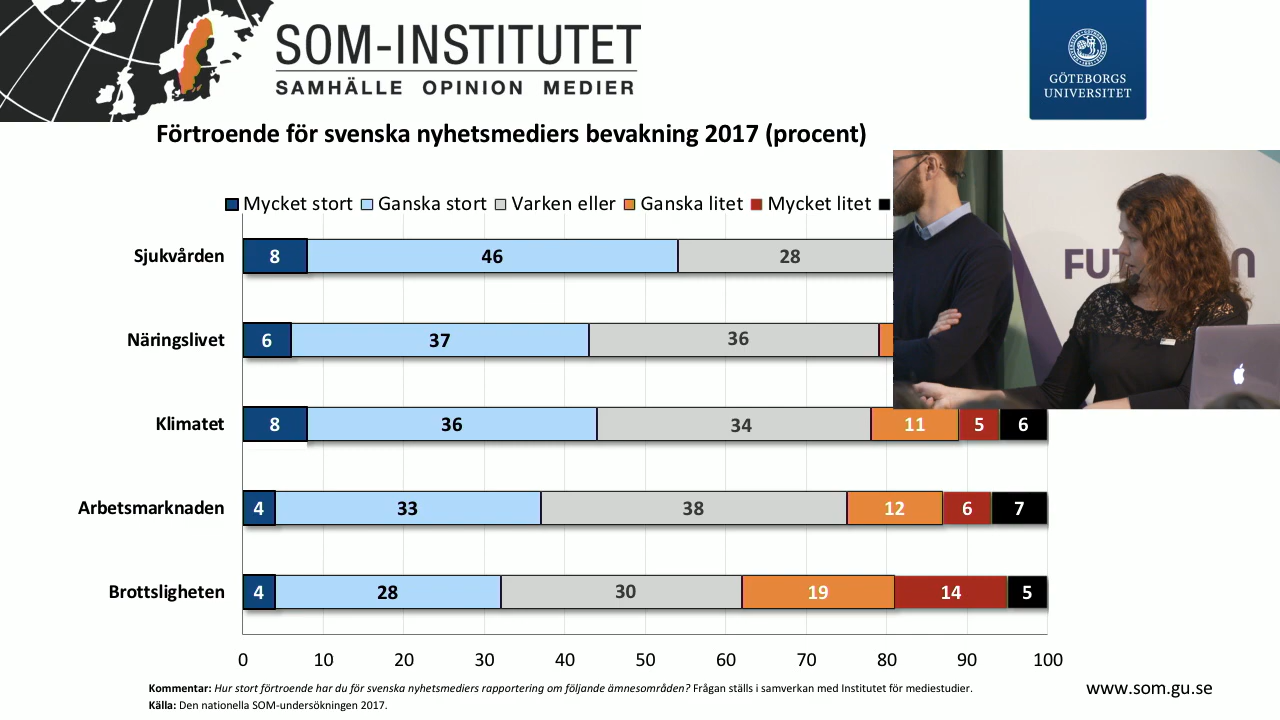 SOM-INSTITUTET
SAMHÄLLE OPINION MEDIER
GÖTEBORGS
UNIVERSITET
Förtroende för svenska nyhetsmediers bevakning 2017 (procent)
Mycket stort Ganska stort Varken eller Ganska litet Mycket litet
Sjukvården 8 46 28
Näringslivet 6 37 36
Klimatet 8 36 34 11 5 6
Arbetsmarknaden 4 33 38 12 6 7
Brottsligheten 4 28 30 19 14 5
0 10 20 30 40 50 60 70 80 90 100
Kommentar: Hur stort förtroende har du för svenska nyhetsmediers rapportering om följande ämnesområden? Frågan ställs i samverkan med Institutet för mediestudier.
Källa: Den nationella SOM-undersökningen 2017.
www.som.gu.se